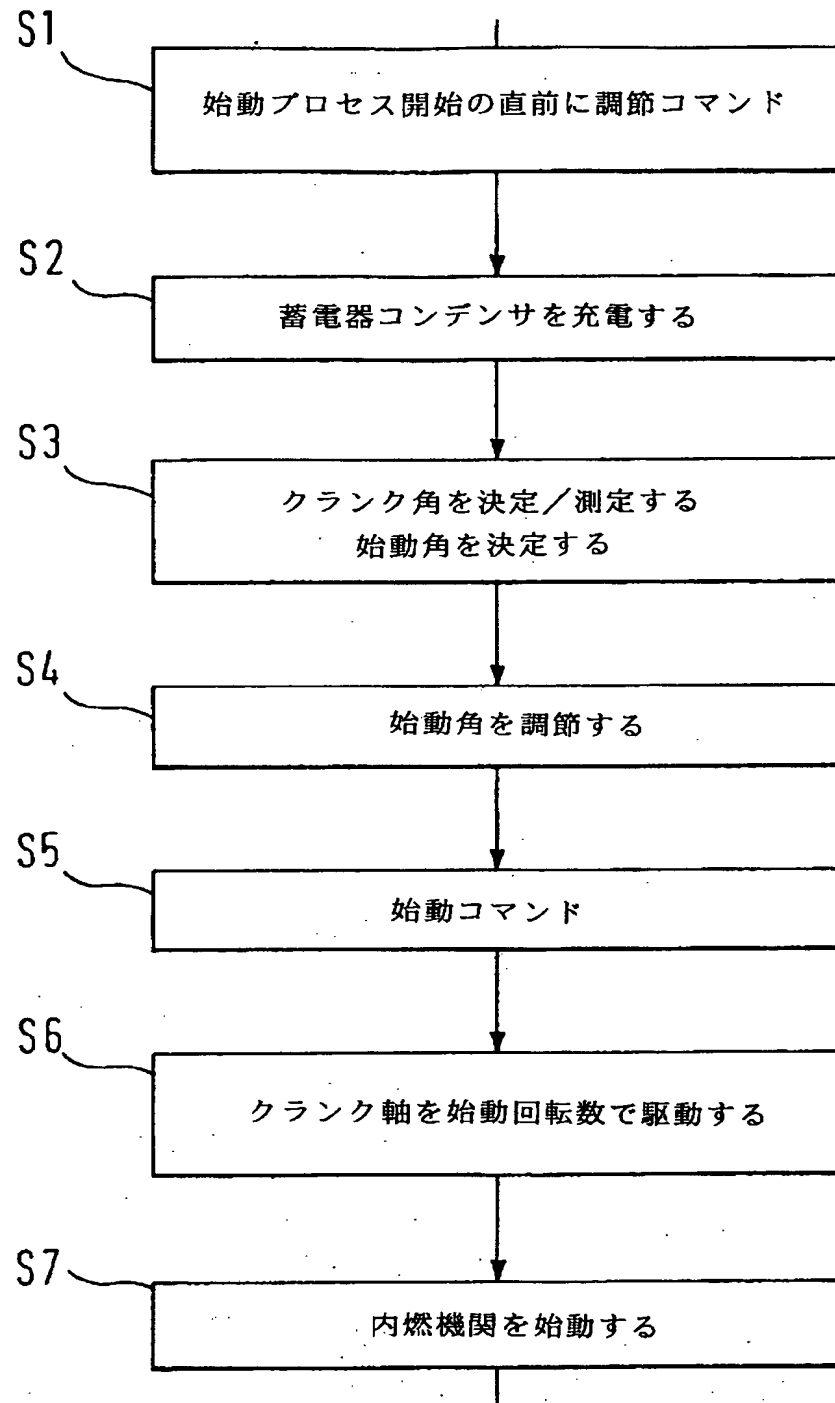 S1
始動プロセス開始の直前に調節コマンド
S2
蓄電器コンデンサを充電する
S3
クランク角を決定／測定する
始動角を決定する
S4
始動角を調節する
S5
始動コマンド
S6
クランク軸を始動回転数で駆動する
S7
内燃機関を始動する